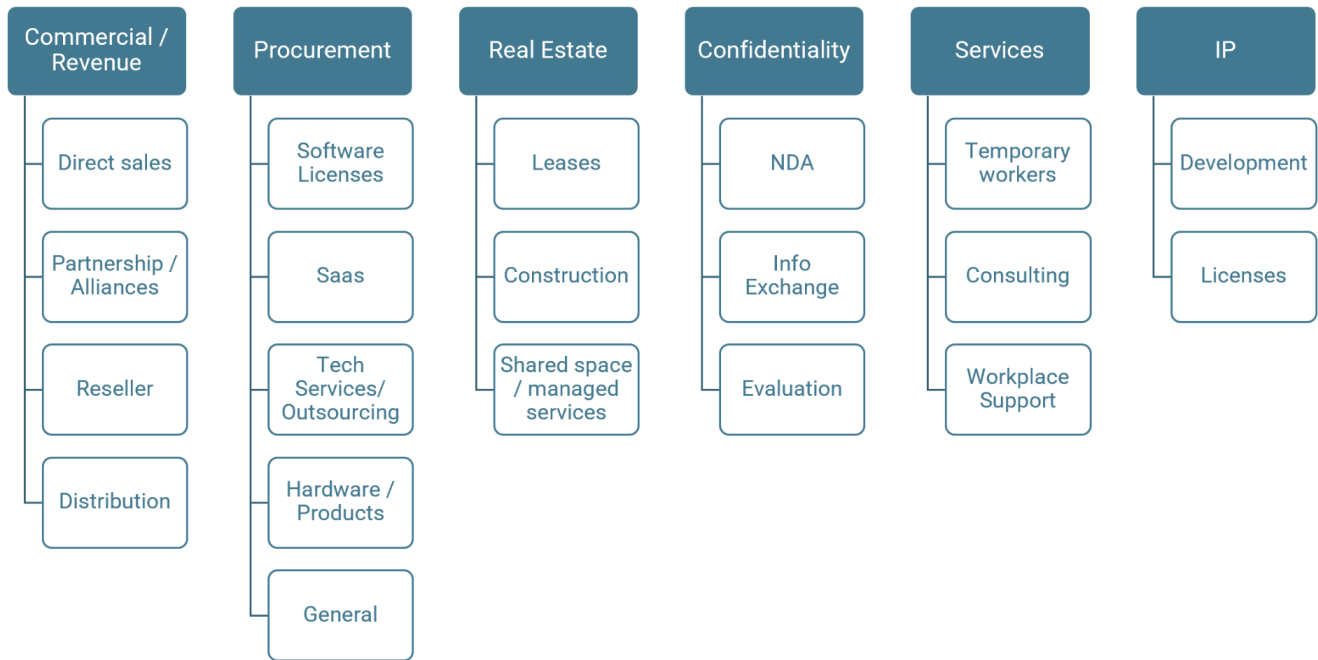 Commercial /
Revenue
Direct sales
Partnership /
Alliances
Reseller
Distribution
Procurement
Software
Licenses
Saas
Tech
Services/
Outsourcing
Hardware /
Products
General
Real Estate
Leases
Construction
Shared space
/ managed
services
Confidentiality
NDA
Info
Exchange
Evaluation
Services
Temporary
workers
Consulting
Workplace
Support
IP
Development
Licenses